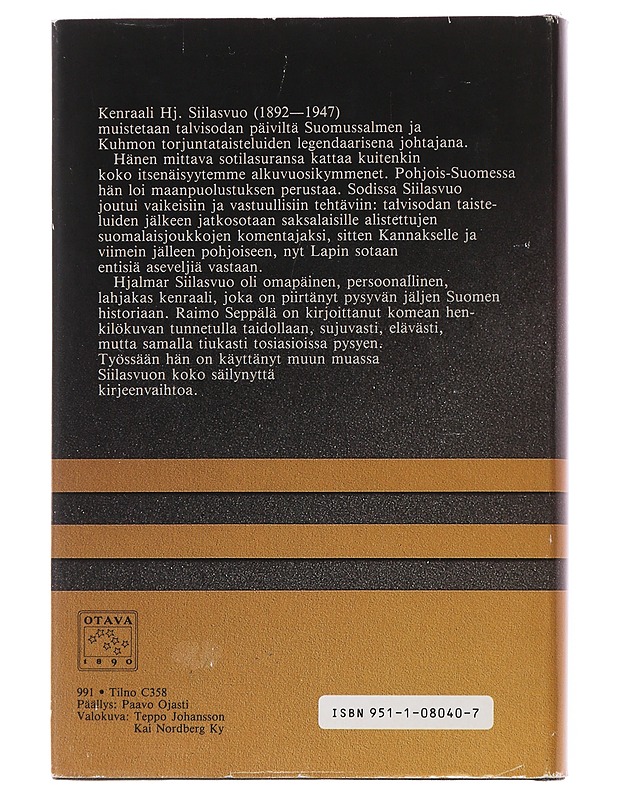 Kenraali Hj. Siilasvuo (1892—1947)
muistetaan talvisodan päiviltä Suomussalmen ja
Kuhmon torjuntataisteluiden legendaarisena johtajana.
Hänen mittava sotilasuransa kattaa kuitenkin
koko itsenäisyytemme alkuvuosikymmenet. Pohjois-Suomessa
hän loi maanpuolustuksen perustaa. Sodissa Siilasvuo
joutui vaikeisiin ja vastuullisiin tehtäviin: talvisodan taiste-
luiden jälkeen jatkosotaan saksalaisille alistettujen
suomalaisjoukkojen komentajaksi, sitten Kannakselle ja
viimein jälleen pohjoiseen, nyt Lapin sotaan
entisiä aseveljiä vastaan.
Hjalmar Siilasvuo oli omapäinen, persoonallinen,
lahjakas kenraali, joka on piirtänyt pysyvän jäljen Suomen
historiaan. Raimo Seppälä on kirjoittanut komean hen-
kilökuvan tunnetulla taidollaan, sujuvasti, elävästi,
mutta samalla tiukasti tosiasioissa pysyen.
Työssään hän on käyttänyt muun muassa
Siilasvuon koko säilynyttä
kirjeenvaihtoa.
OTAVA
1890
991 • Tilno C358
Päällys: Paavo Ojasti
Valokuva: Teppo Johansson
Kai Nordberg Ky
ISBN 951-1-08040-7